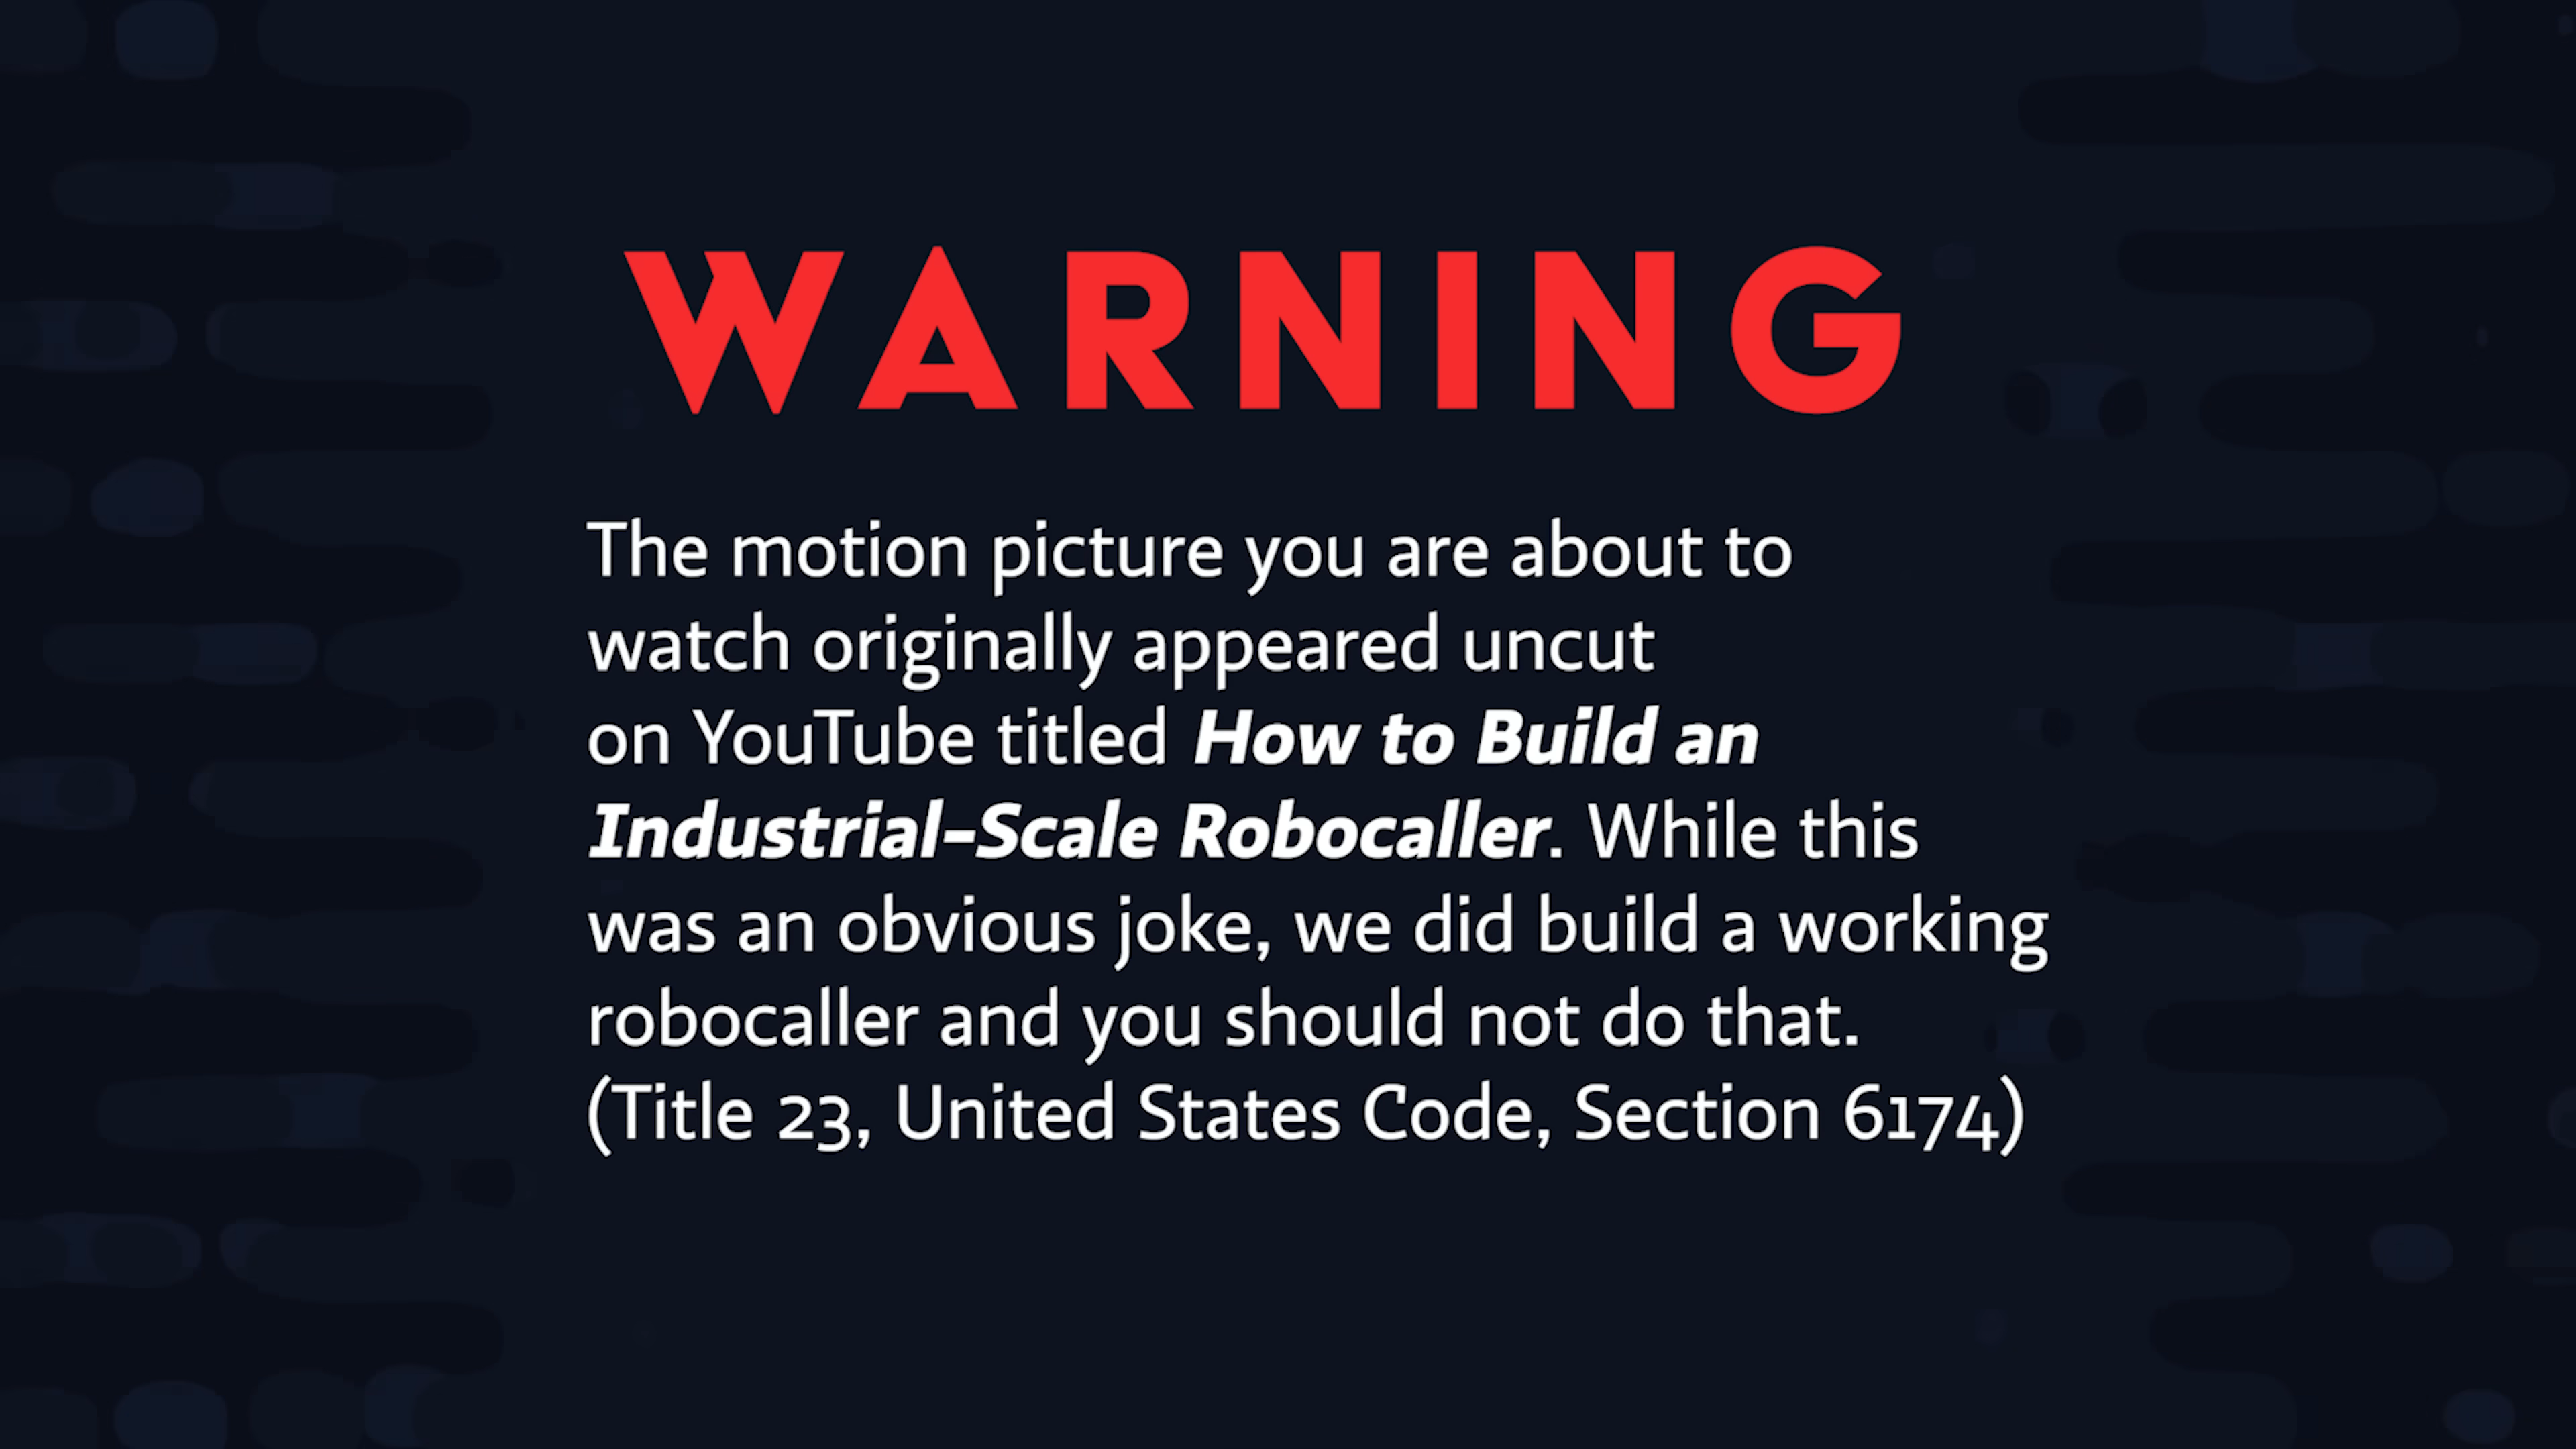 WARNING
The motion picture you are about to
watch originally appeared uncut
on YouTube titled How to Build an
Industrial-Scale Robocaller. While this
was an obvious joke, we did build a working
robocaller and you should not do that.
(Title 23, United States Code, Section 6174)